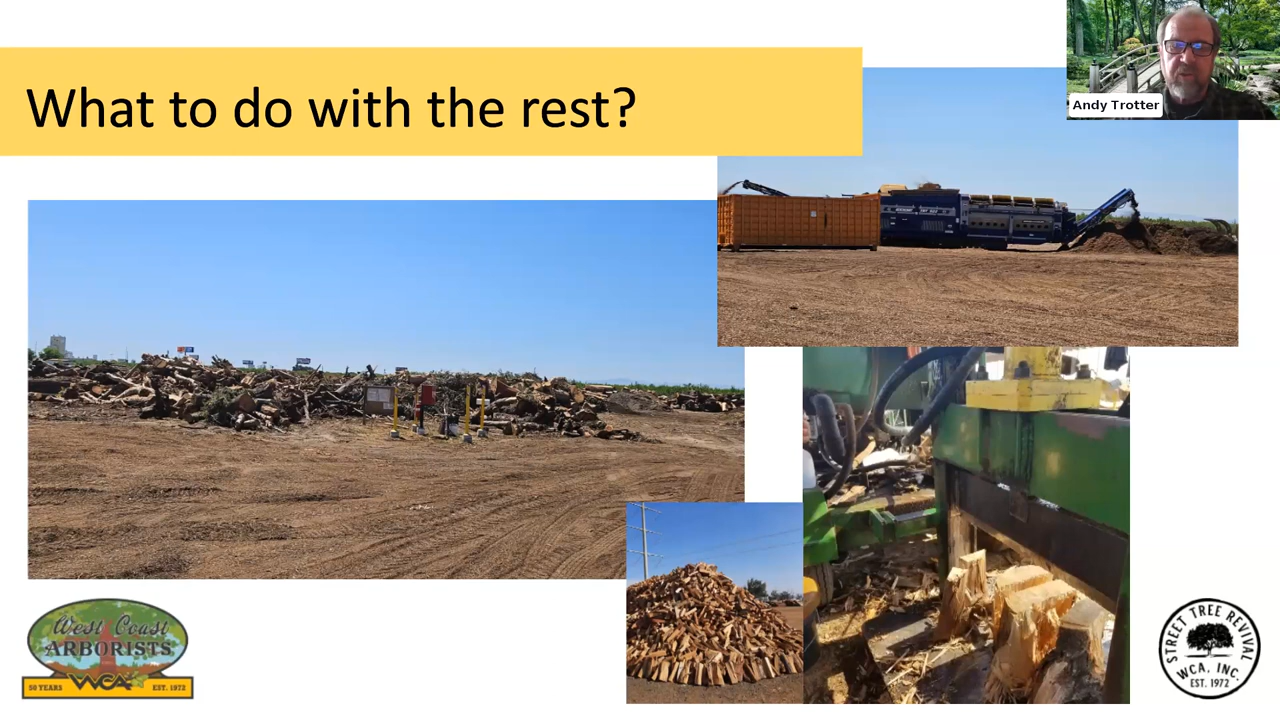 What to do with the rest?
Andy Trotter
West Coast
ARBORISTS
50 YEARS WCA EST. 1972
STREET TREE REVIVAL
WCA, INC.
EST. 1972